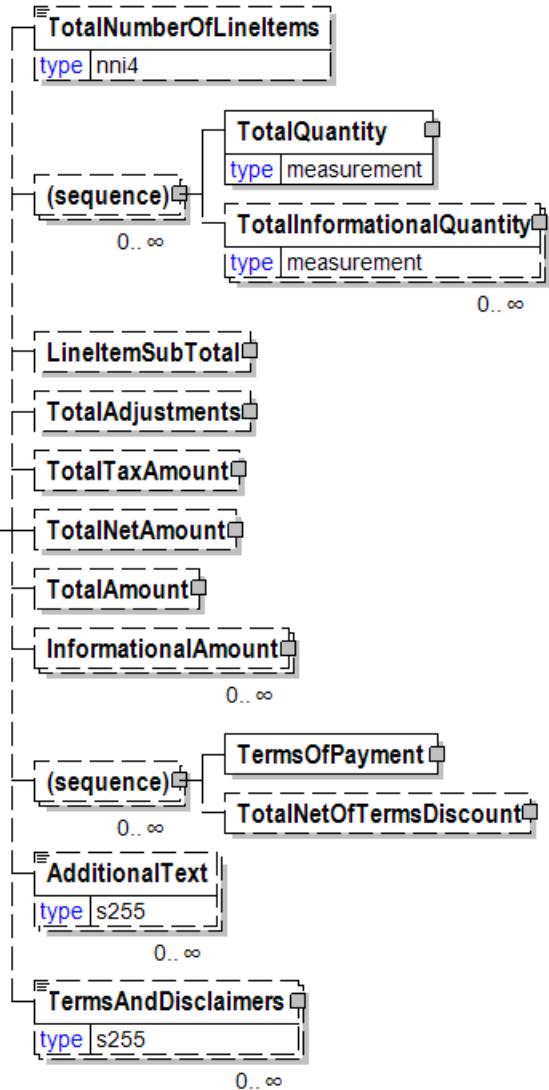 TotalNumberOfLineItems
type nni4
TotalQuantity
type measurement
(sequence)
0.. ∞
TotalInformationalQuantity
type measurement
0.. ∞
LineItemSubTotal
TotalAdjustments
TotalTaxAmount
TotalNetAmount
TotalAmount
InformationalAmount
0.. ∞
TermsOfPayment
(sequence)
0.. ∞
TotalNetOfTermsDiscount
AdditionalText
type s255
0.. ∞
TermsAndDisclaimers
type s255
0.. ∞